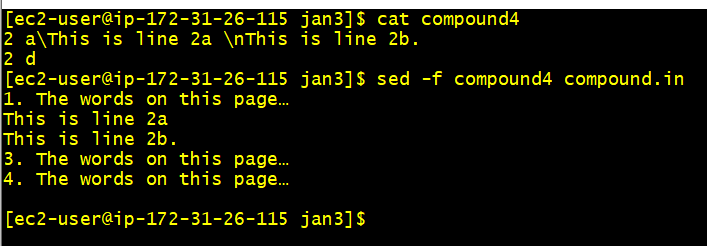 [ec2-user@ip-172-31-26-115 jan3]$ cat compound4
2 a\This is line 2a \nThis is line 2b.
2 d
[ec2-user@ip-172-31-26-115 jan3]$ sed -f compound4 compound.in
1. The words on this page…
This is line 2a
This is line 2b.
3. The words on this page…
4. The words on this page…
[ec2-user@ip-172-31-26-115 jan3]$